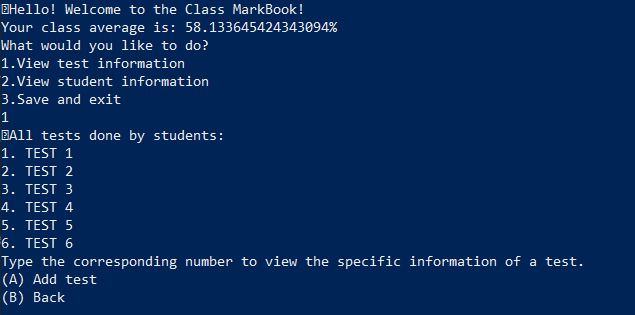 Hello! Welcome to the Class MarkBook!
Your class average is: 58.133645424343094%
What would you like to do?
1.View test information
2.View student information
3.Save and exit
1
All tests done by students:
1. TEST 1
2. TEST 2
3. TEST 3
4. TEST 4
5. TEST 5
6. TEST 6
Type the corresponding number to view the specific information of a test.
(A) Add test
(B) Back